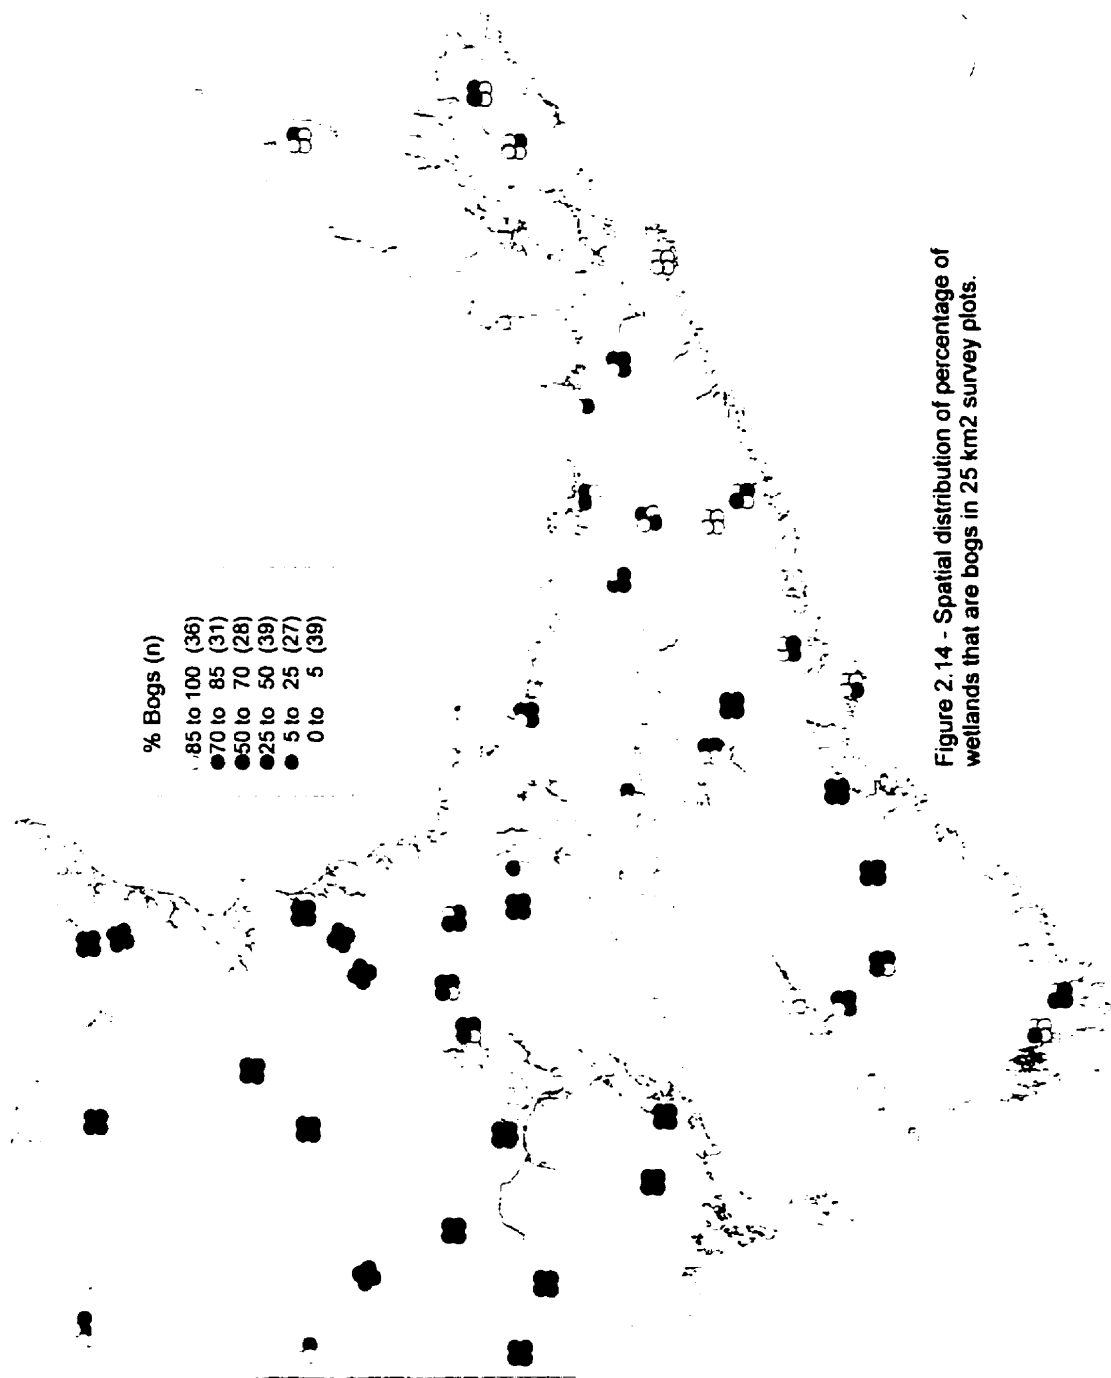 % Bogs (n)
85 to 100 (36)
70 to 85 (31)
50 to 70 (28)
25 to 50 (39)
5 to 25 (27)
0 to 5 (39)
Figure 2.14 - Spatial distribution of percentage of
wetlands that are bogs in 25 km2 survey plots.